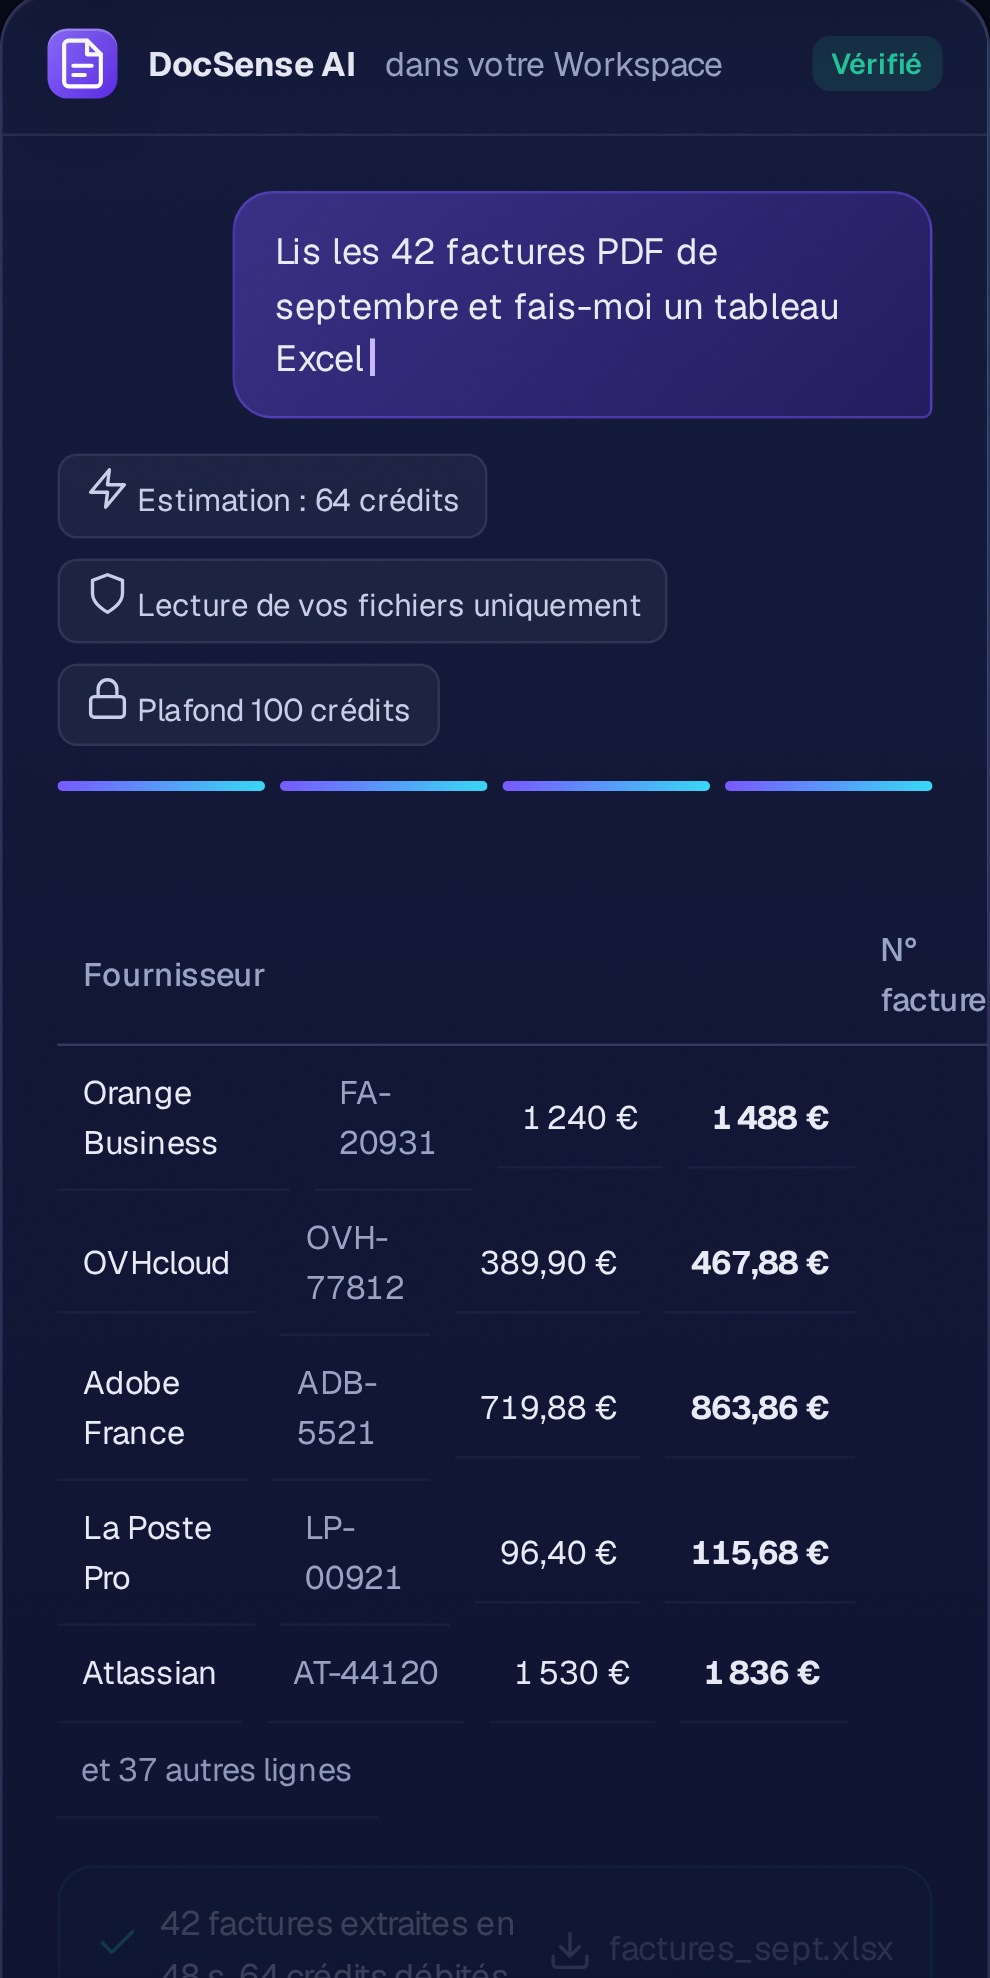 DocSense AI dans votre Workspace Vérifié
Lis les 42 factures PDF de
septembre et fais-moi un tableau
Excel
Estimation : 64 crédits
Lecture de vos fichiers uniquement
Plafond 100 crédits
Fournisseur
N°
facture
Orange
Business
FA-
20931
1 240 €
1 488 €
OVHcloud
OVH-
77812
389,90 €
467,88 €
Adobe
France
ADB-
5521
719,88 €
863,86 €
La Poste
Pro
LP-
00921
96,40 €
115,68 €
Atlassian
AT-44120
1 530 €
1 836 €
et 37 autres lignes
42 factures extraites en
48 s, 64 crédits débités
factures_sept.xlsx